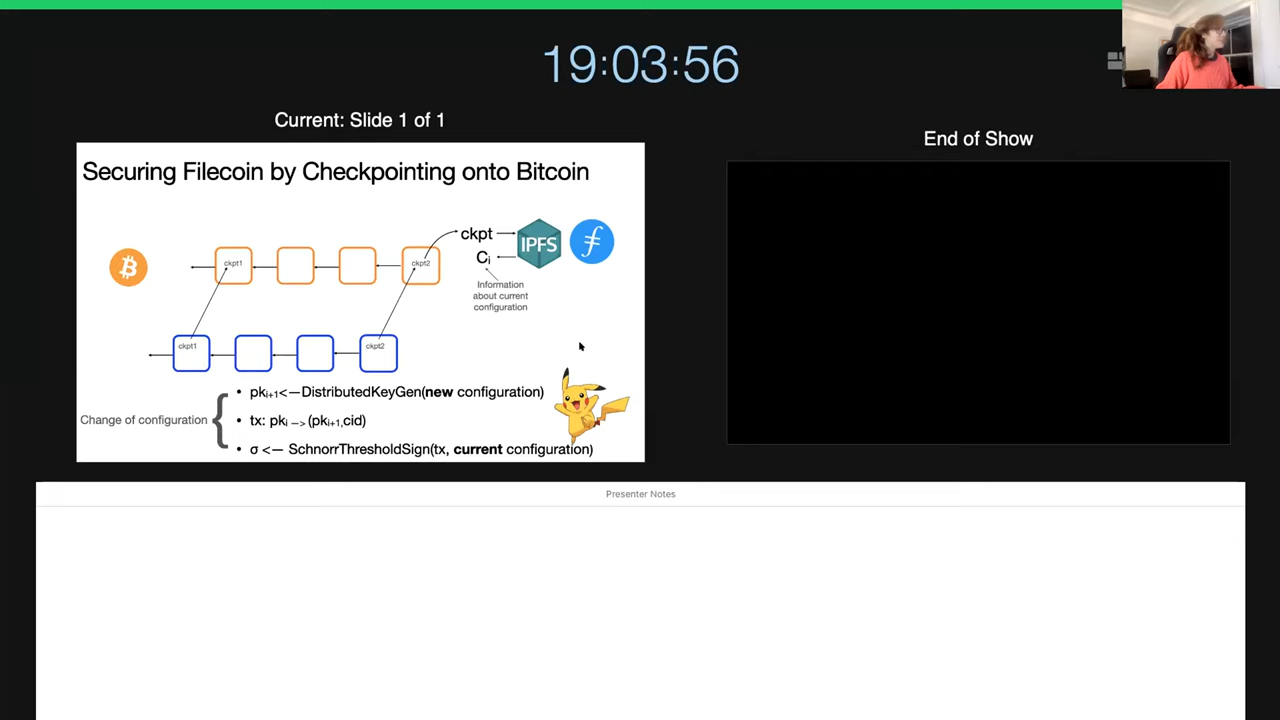 19:03:56
Current: Slide 1 of 1
End of Show
Securing Filecoin by Checkpointing onto Bitcoin
ckpt
IPFS
Ci
ckpt1
ckpt2
Information
about current
configuration
ckpt1
ckpt2
Change of configuration
• pki+1<—DistributedKeyGen(new configuration)
• tx: pki —> (pki+1,cid)
• σ <— SchnorrThresholdSign(tx, current configuration)
Presenter Notes